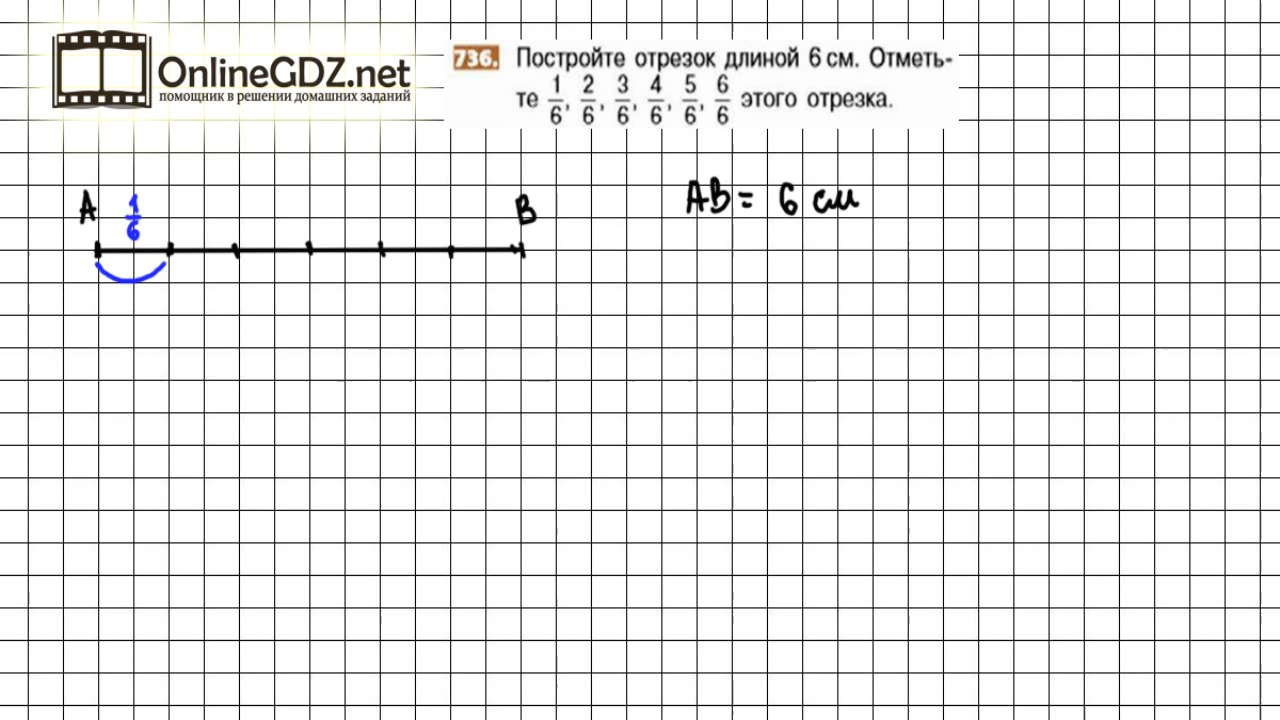 OnlineGDZ.net
помощник в решении домашних заданий
736. Постройте отрезок длиной 6 см. Отметь-
те 1/6, 2/6, 3/6, 4/6, 5/6, 6/6 этого отрезка.
A 1/6 B
AB = 6 см